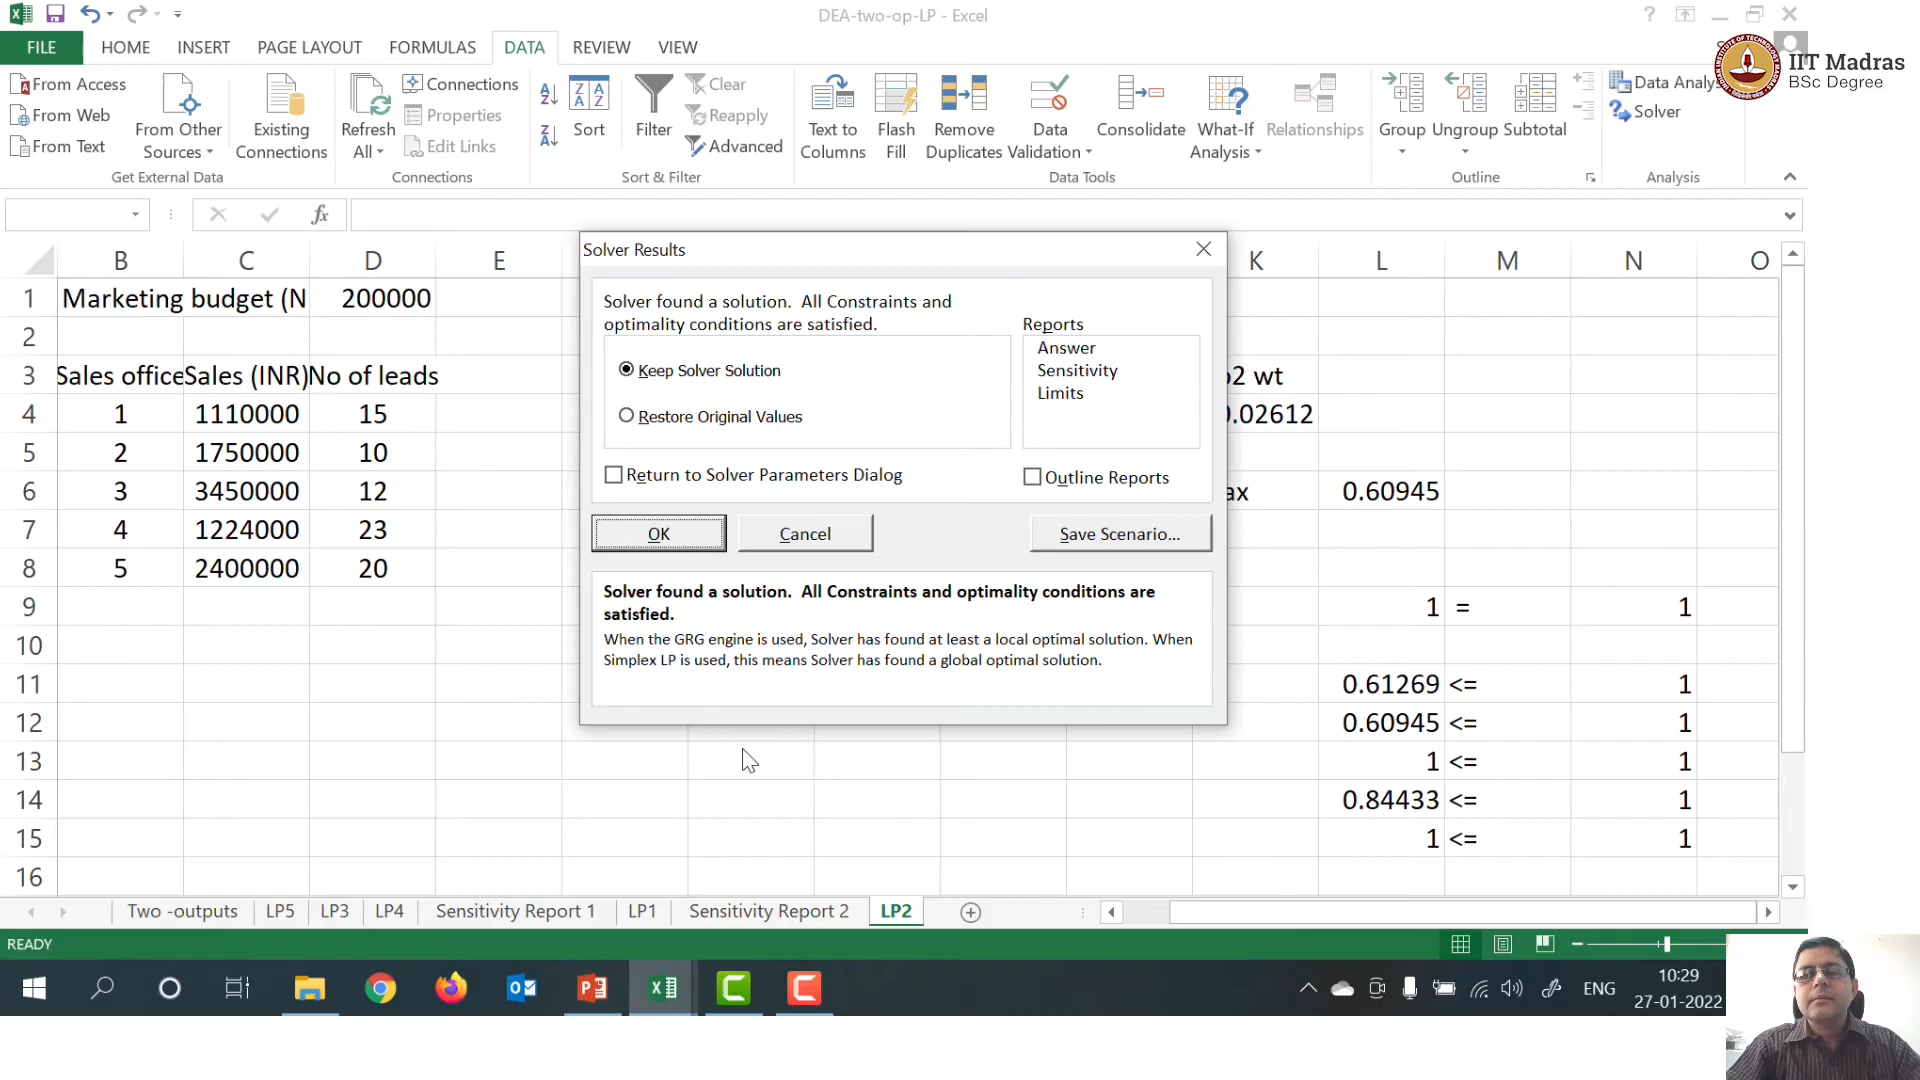 DEA-two-op-LP - Excel
FILE HOME INSERT PAGE LAYOUT FORMULAS DATA REVIEW VIEW
IIT Madras
BSc Degree
From Access
From Web
From Text
From Other
Sources
Existing
Connections
Get External Data
Refresh
All
Connections
Properties
Edit Links
Connections
Sort
Filter
Clear
Reapply
Advanced
Sort & Filter
Text to
Columns
Flash
Fill
Remove
Duplicates
Data
Validation
Consolidate
What-If
Analysis
Relationships
Data Tools
Group
Ungroup
Subtotal
Outline
Data Analys
Solver
Analysis
fx
B C D E K L M N O
1 Marketing budget (N 200000
2
3 Sales office Sales (INR) No of leads o2 wt
4 1 1110000 15 0.02612
5 2 1750000 10
6 3 3450000 12 ax 0.60945
7 4 1224000 23
8 5 2400000 20
9 1 = 1
10
11 0.61269 <= 1
12 0.60945 <= 1
13 1 <= 1
14 0.84433 <= 1
15 1 <= 1
16
Solver Results
Solver found a solution. All Constraints and
optimality conditions are satisfied.
Reports
Answer
Sensitivity
Limits
Keep Solver Solution
Restore Original Values
Return to Solver Parameters Dialog
Outline Reports
OK Cancel Save Scenario...
Solver found a solution. All Constraints and optimality conditions are
satisfied.
When the GRG engine is used, Solver has found at least a local optimal solution. When
Simplex LP is used, this means Solver has found a global optimal solution.
Two -outputs LP5 LP3 LP4 Sensitivity Report 1 LP1 Sensitivity Report 2 LP2
READY
ENG
10:29
27-01-2022